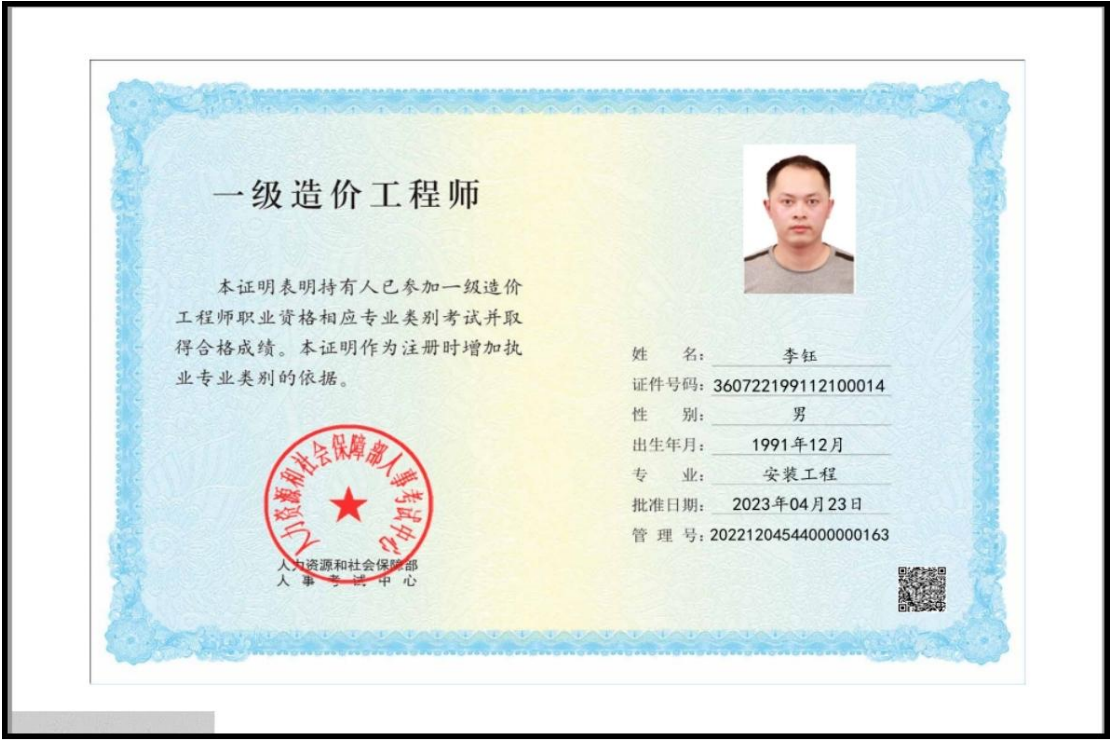 一级造价工程师
本证明表明持有人已参加一级造价
工程师职业资格相应专业类别考试并取
得合格成绩。本证明作为注册时增加执
业专业类别的依据。
人力资源和社会保障部人事考试中心
人力资源和社会保障部
人事考试中心
姓 名：李钰
证件号码：360722199112100014
性 别：男
出生年月：1991年12月
专 业：安装工程
批准日期：2023年04月23日
管 理 号：20221204544000000163